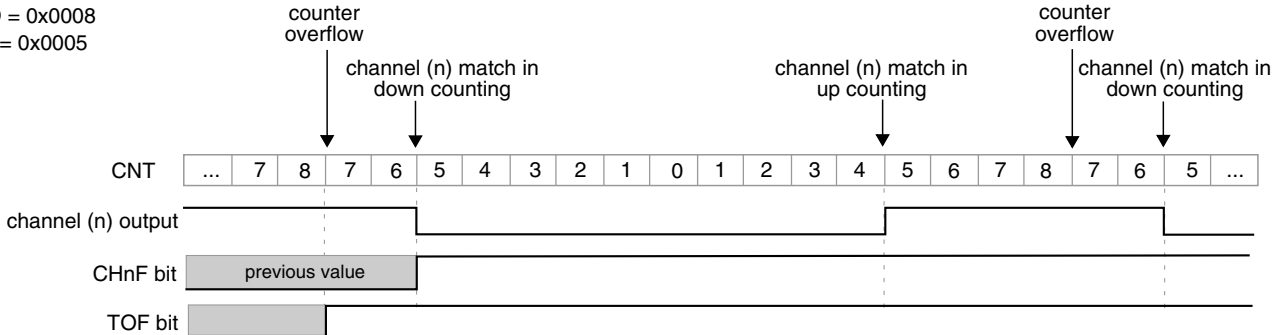 = 0x0008
= 0x0005
counter
overflow
channel (n) match in
down counting
channel (n) match in
up counting
counter
overflow
channel (n) match in
down counting
CNT ... 7 8 7 6 5 4 3 2 1 0 1 2 3 4 5 6 7 8 7 6 5 ...
channel (n) output
CHnF bit previous value
TOF bit